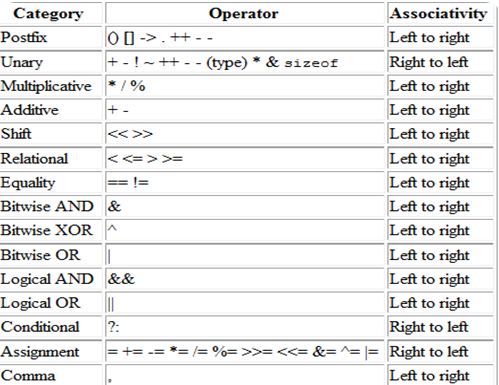 Category Operator Associativity
Postfix () [] -> . ++ - - Left to right
Unary + - ! ~ ++ - - (type) * & sizeof Right to left
Multiplicative * / % Left to right
Additive + - Left to right
Shift << >> Left to right
Relational < <= > >= Left to right
Equality == != Left to right
Bitwise AND & Left to right
Bitwise XOR ^ Left to right
Bitwise OR | Left to right
Logical AND && Left to right
Logical OR || Left to right
Conditional ?: Right to left
Assignment = += -= *= /= %= >>= <<= &= ^= |= Right to left
Comma , Left to right